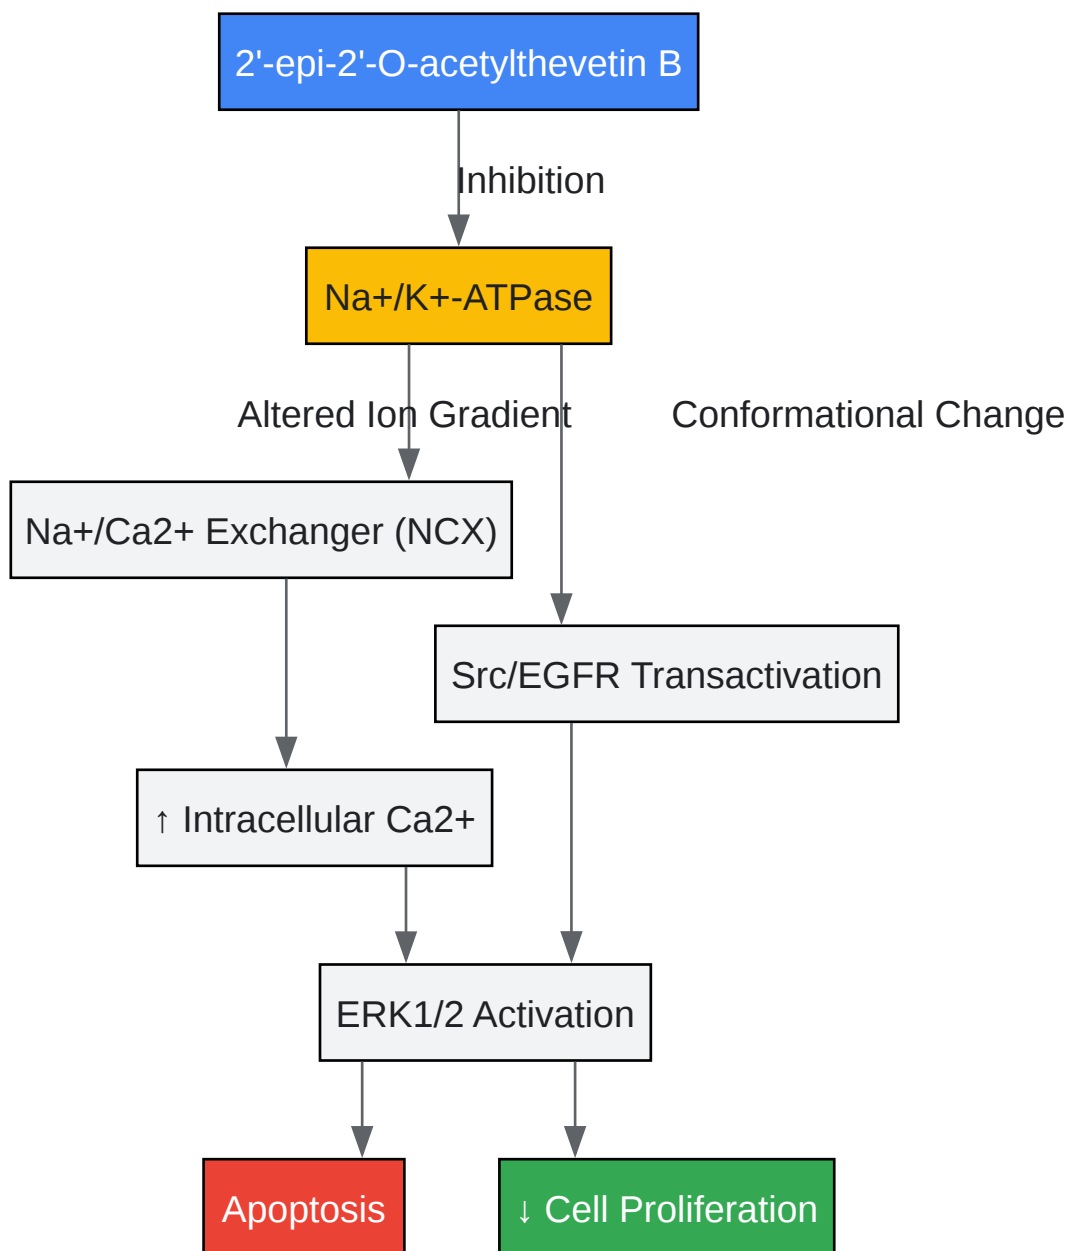 2'-epi-2'-O-acetylthevetin B
Inhibition
Na+/K+-ATPase
Altered Ion Gradient
Conformational Change
Na+/Ca2+ Exchanger (NCX)
Src/EGFR Transactivation
↑ Intracellular Ca2+
ERK1/2 Activation
Apoptosis
↓ Cell Proliferation